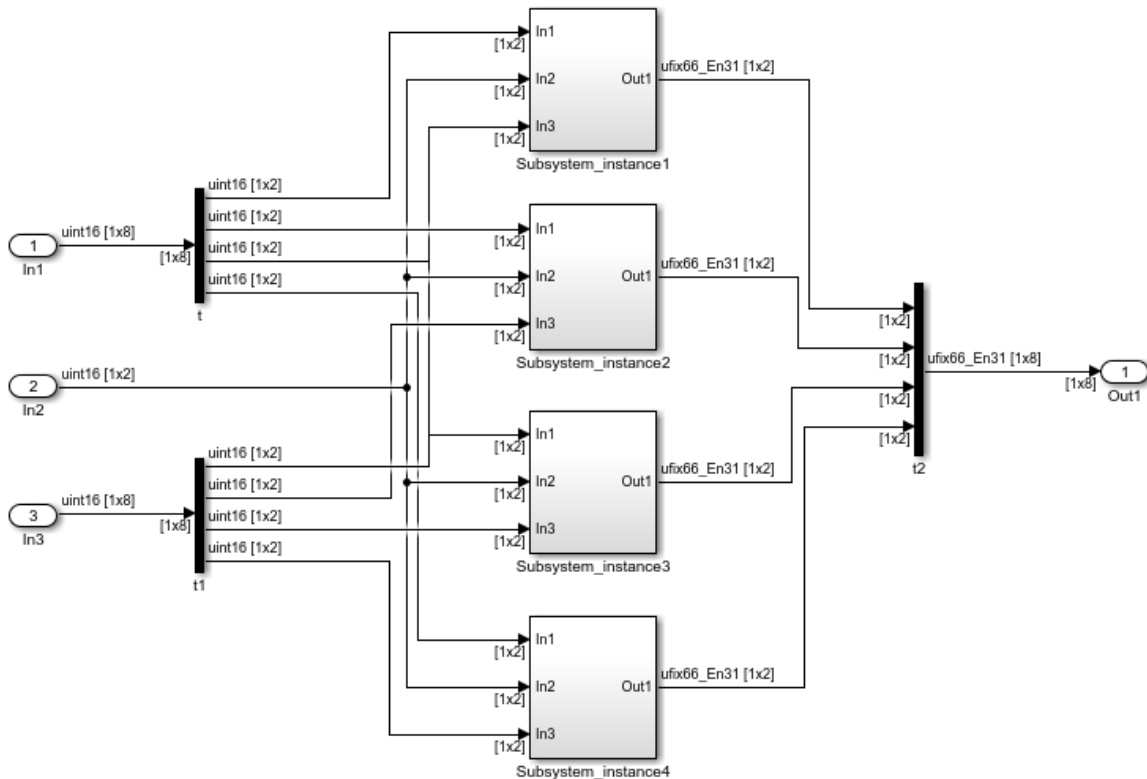 In1
[1x2]
ufix66_En31 [1x2]
In2
Out1
[1x2]
In3
[1x2]
Subsystem_instance1
uint16 [1x2]
uint16 [1x2]
In1
uint16 [1x8]
1
[1x8]
In1
uint16 [1x2]
[1x2]
ufix66_En31 [1x2]
In2
Out1
uint16 [1x2]
[1x2]
t
In3
[1x2]
[1x2]
Subsystem_instance2
[1x2]
uint16 [1x2]
2
In2
ufix66_En31 [1x8]
1
[1x8]
Out1
[1x2]
In1
[1x2]
[1x2]
t2
uint16 [1x2]
ufix66_En31 [1x2]
In2
Out1
uint16 [1x2]
[1x2]
uint16 [1x8]
3
[1x8]
In3
uint16 [1x2]
In3
[1x2]
uint16 [1x2]
Subsystem_instance3
t1
In1
[1x2]
ufix66_En31 [1x2]
In2
Out1
[1x2]
In3
[1x2]
Subsystem_instance4